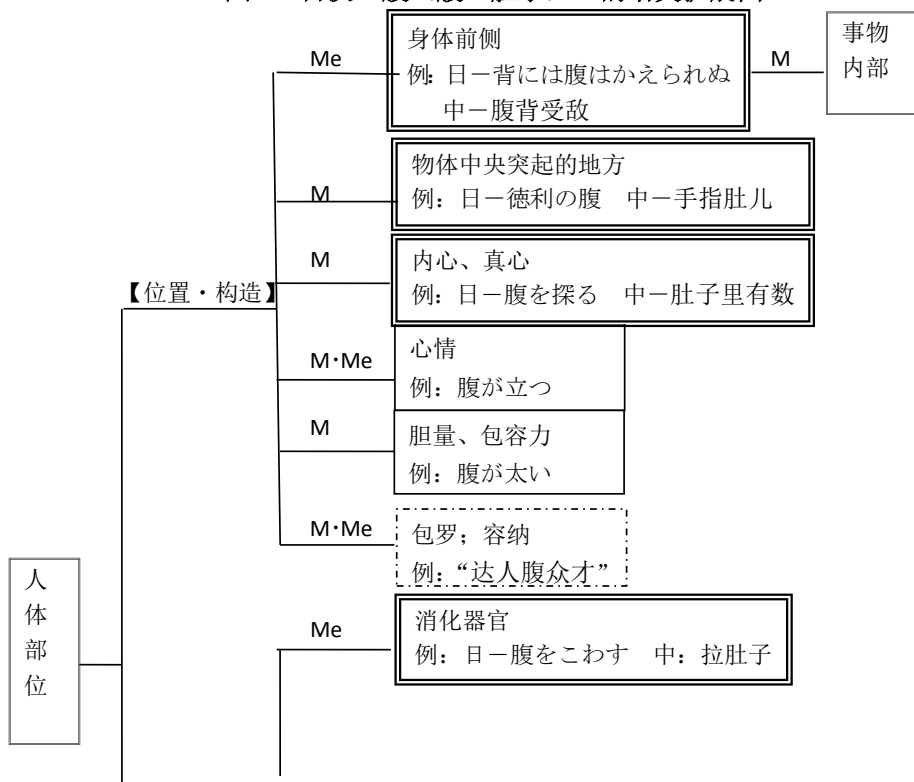 Me
身体前侧
例：日－背には腹はかえられぬ
中－腹背受敌
M
事物
内部
M
物体中央突起的地方
例：日－徳利の腹　中－手指肚儿
M
内心、真心
例：日－腹を探る　中－肚子里有数
【位置・构造】
M·Me
心情
例：腹が立つ
M
胆量、包容力
例：腹が太い
M·Me
包罗；容纳
例：“达人腹众才”
人
体
部
位
Me
消化器官
例：日－腹をこわす　中：拉肚子